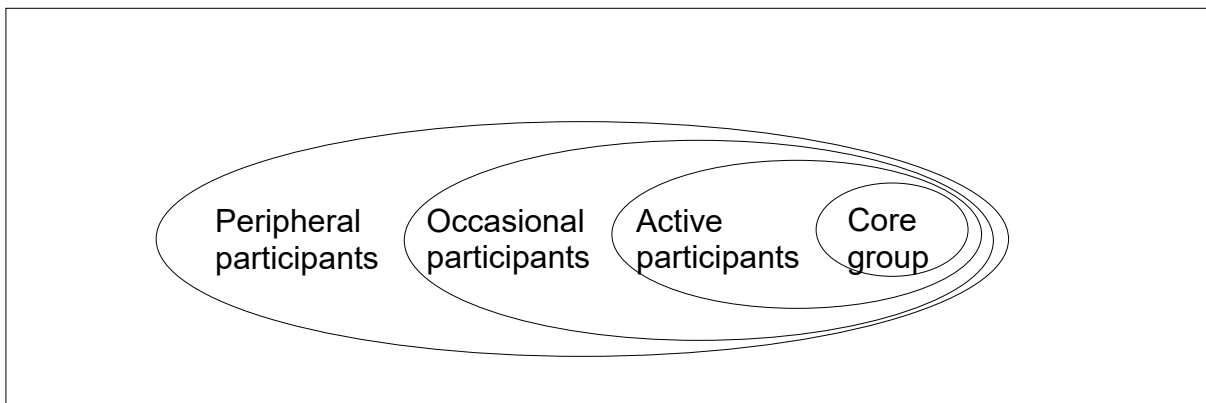 Peripheral
participants
Occasional
participants
Active
participants
Core
group